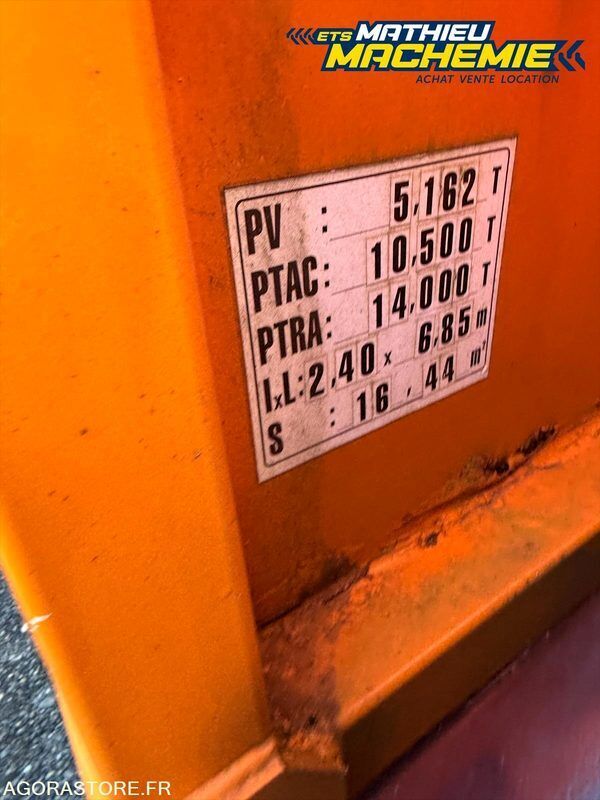 ETS MATHIEU
MACHEMIE
ACHAT VENTE LOCATION
PV : 5,162 T
PTAC : 10,500 T
PTRA : 14,000 T
lxL : 2,40 x 6,85 m
S : 16,44 m²
AGORASTORE.FR